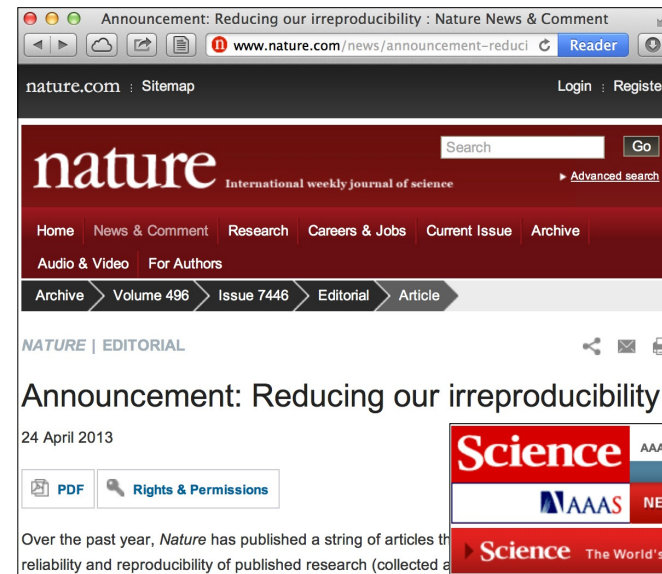 Announcement: Reducing our irreproducibility : Nature News & Comment
www.nature.com/news/announcement-reduci Reader
nature.com : Sitemap Login : Registe
nature International weekly journal of science
Search Go
Advanced search
Home News & Comment Research Careers & Jobs Current Issue Archive
Audio & Video For Authors
Archive Volume 496 Issue 7446 Editorial Article
NATURE | EDITORIAL
Announcement: Reducing our irreproducibility
24 April 2013
PDF Rights & Permissions
Over the past year, Nature has published a string of articles th
reliability and reproducibility of published research (collected a
Science AAA
AAAS NE
Science The World's